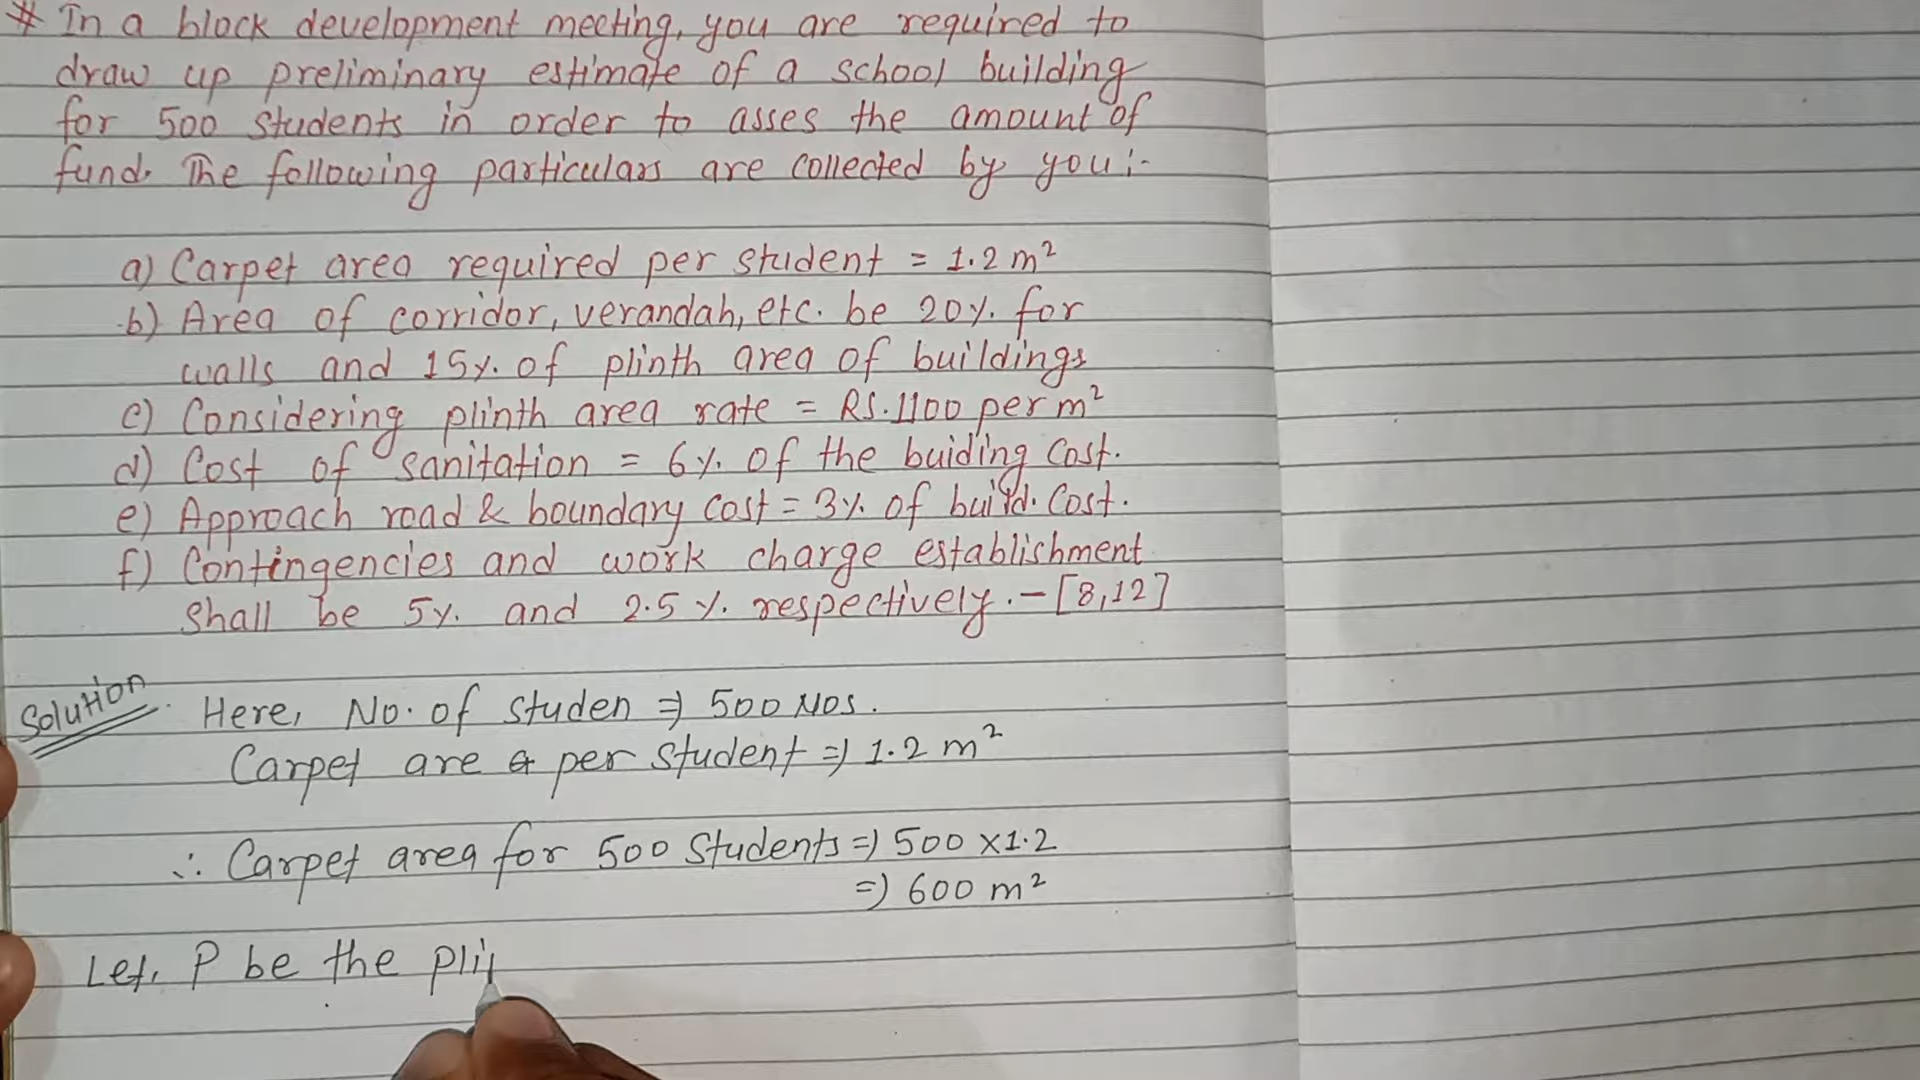 * In a block development meeting, you are required to
draw up preliminary estimate of a school building
for 500 students in order to asses the amount of
fund. The following particulars are collected by you :-
a) Carpet area required per student = 1.2 m²
b) Area of corridor, verandah, etc. be 20%. for
walls and 15%. of plinth area of buildings
c) Considering plinth area rate = RS.1100 per m²
d) Cost of sanitation = 6%. of the buiding cost.
e) Approach road & boundary cost = 3%. of build. Cost.
f) Contingencies and work charge establishment
shall be 5%. and 2.5%. respectively. - [8,12]
Solution. Here, No. of studen ⇒ 500 Nos.
Carpet are a per student ⇒ 1.2 m²
∴ Carpet area for 500 Students ⇒ 500 × 1.2
⇒ 600 m²
Let, P be the plin